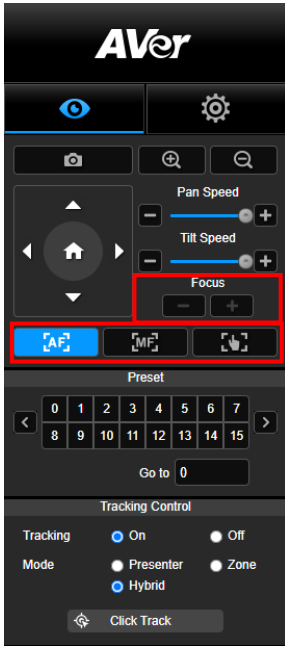 AVer
Pan Speed
Tilt Speed
Focus
AF
MF
Preset
0 1 2 3 4 5 6 7
8 9 10 11 12 13 14 15
Go to 0
Tracking Control
Tracking On Off
Mode Presenter Zone
Hybrid
Click Track